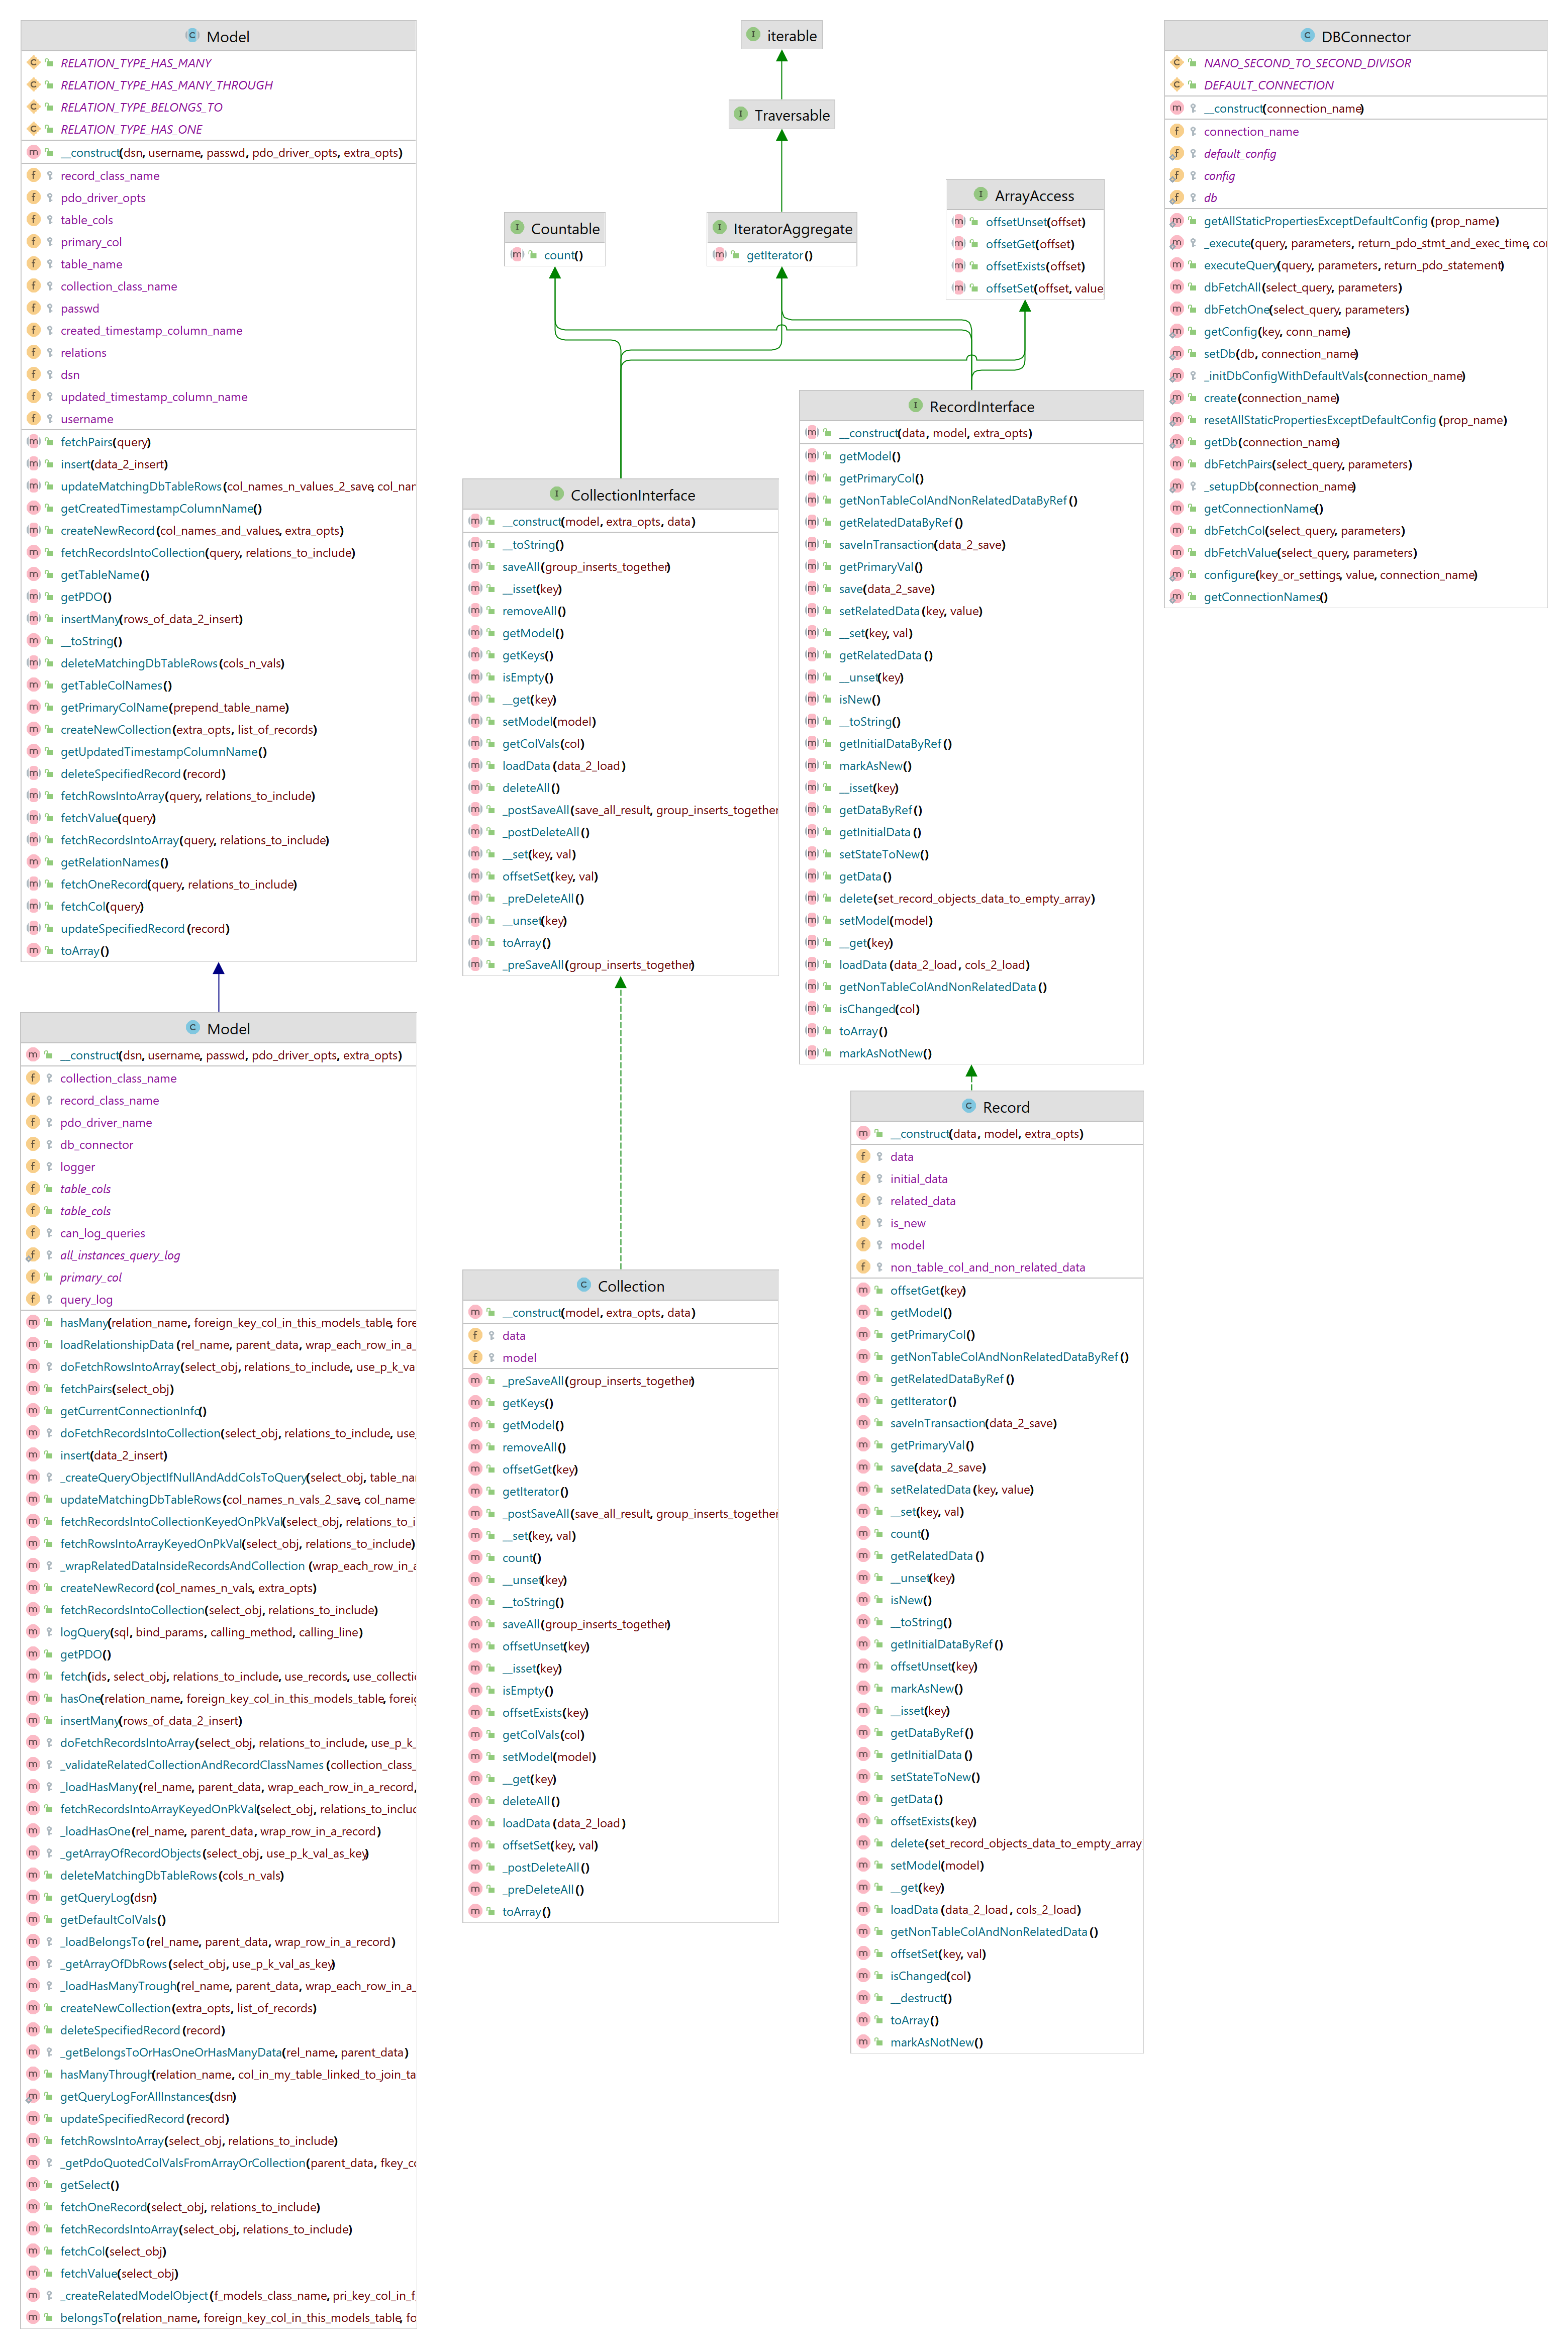 Model
RELATION_TYPE_HAS_MANY
RELATION_TYPE_HAS_MANY_THROUGH
RELATION_TYPE_BELONGS_TO
RELATION_TYPE_HAS_ONE
__construct(dsn, username, passwd, pdo_driver_opts, extra_opts)
record_class_name
pdo_driver_opts
table_cols
primary_col
table_name
collection_class_name
passwd
created_timestamp_column_name
relations
dsn
updated_timestamp_column_name
username
fetchPairs(query)
insert(data_2_insert)
updateMatchingDbTableRows(col_names_n_values_2_save, col_nar
getCreatedTimestampColumnName()
createNewRecord(col_names_and_values, extra_opts)
fetchRecordsIntoCollection(query, relations_to_include)
getTableName()
getPDO()
insertMany(rows_of_data_2_insert)
__toString()
deleteMatchingDbTableRows(cols_n_vals)
getTableColNames()
getPrimaryColName(prepend_table_name)
createNewCollection(extra_opts, list_of_records)
getUpdatedTimestampColumnName()
deleteSpecifiedRecord(record)
fetchRowsIntoArray(query, relations_to_include)
fetchValue(query)
fetchRecordsIntoArray(query, relations_to_include)
getRelationNames()
fetchOneRecord(query, relations_to_include)
fetchCol(query)
updateSpecifiedRecord(record)
toArray()
Model
__construct(dsn, username, passwd, pdo_driver_opts, extra_opts)
collection_class_name
record_class_name
pdo_driver_name
db_connector
logger
table_cols
table_cols
can_log_queries
all_instances_query_log
primary_col
query_log
hasMany(relation_name, foreign_key_col_in_this_models_table, fore
loadRelationshipData(rel_name, parent_data, wrap_each_row_in_a_
doFetchRowsIntoArray(select_obj, relations_to_include, use_p_k_va
fetchPairs(select_obj)
getCurrentConnectionInfo()
doFetchRecordsIntoCollection(select_obj, relations_to_include, use_
insert(data_2_insert)
_createQueryObjectIfNullAndAddColsToQuery(select_obj, table_nar
updateMatchingDbTableRows(col_names_n_vals_2_save, col_name
fetchRecordsIntoCollectionKeyedOnPkVal(select_obj, relations_to_i
fetchRowsIntoArrayKeyedOnPkVal(select_obj, relations_to_include)
_wrapRelatedDataInsideRecordsAndCollection(wrap_each_row_in_a
createNewRecord(col_names_n_vals, extra_opts)
fetchRecordsIntoCollection(select_obj, relations_to_include)
logQuery(sql, bind_params, calling_method, calling_line)
getPDO()
fetch(ids, select_obj, relations_to_include, use_records, use_collecti
hasOne(relation_name, foreign_key_col_in_this_models_table, foreig
insertMany(rows_of_data_2_insert)
doFetchRecordsIntoArray(select_obj, relations_to_include, use_p_k_
_validateRelatedCollectionAndRecordClassNames(collection_class_
_loadHasMany(rel_name, parent_data, wrap_each_row_in_a_record,
fetchRecordsIntoArrayKeyedOnPkVal(select_obj, relations_to_includ
_loadHasOne(rel_name, parent_data, wrap_row_in_a_record)
_getArrayOfRecordObjects(select_obj, use_p_k_val_as_key)
deleteMatchingDbTableRows(cols_n_vals)
getQueryLog(dsn)
getDefaultColVals()
_loadBelongsTo(rel_name, parent_data, wrap_row_in_a_record)
_getArrayOfDbRows(select_obj, use_p_k_val_as_key)
_loadHasManyTrough(rel_name, parent_data, wrap_each_row_in_a_
createNewCollection(extra_opts, list_of_records)
deleteSpecifiedRecord(record)
_getBelongsToOrHasOneOrHasManyData(rel_name, parent_data)
hasManyThrough(relation_name, col_in_my_table_linked_to_join_ta
getQueryLogForAllInstances(dsn)
updateSpecifiedRecord(record)
fetchRowsIntoArray(select_obj, relations_to_include)
_getPdoQuotedColValsFromArrayOrCollection(parent_data, fkey_co
getSelect()
fetchOneRecord(select_obj, relations_to_include)
fetchRecordsIntoArray(select_obj, relations_to_include)
fetchCol(select_obj)
fetchValue(select_obj)
_createRelatedModelObject(f_models_class_name, pri_key_col_in_f_
belongsTo(relation_name, foreign_key_col_in_this_models_table, fo
iterable
Traversable
Countable
count()
IteratorAggregate
getIterator()
ArrayAccess
offsetUnset(offset)
offsetGet(offset)
offsetExists(offset)
offsetSet(offset, value
CollectionInterface
__construct(model, extra_opts, data)
__toString()
saveAll(group_inserts_together)
__isset(key)
removeAll()
getModel()
getKeys()
isEmpty()
__get(key)
setModel(model)
getColVals(col)
loadData(data_2_load)
deleteAll()
_postSaveAll(save_all_result, group_inserts_together
_postDeleteAll()
__set(key, val)
offsetSet(key, val)
_preDeleteAll()
__unset(key)
toArray()
_preSaveAll(group_inserts_together)
Collection
__construct(model, extra_opts, data)
data
model
_preSaveAll(group_inserts_together)
getKeys()
getModel()
removeAll()
offsetGet(key)
getIterator()
_postSaveAll(save_all_result, group_inserts_together
__set(key, val)
count()
__unset(key)
__toString()
saveAll(group_inserts_together)
offsetUnset(key)
__isset(key)
isEmpty()
offsetExists(key)
getColVals(col)
setModel(model)
__get(key)
deleteAll()
loadData(data_2_load)
offsetSet(key, val)
_postDeleteAll()
_preDeleteAll()
toArray()
RecordInterface
__construct(data, model, extra_opts)
getModel()
getPrimaryCol()
getNonTableColAndNonRelatedDataByRef()
getRelatedDataByRef()
saveInTransaction(data_2_save)
getPrimaryVal()
save(data_2_save)
setRelatedData(key, value)
__set(key, val)
getRelatedData()
__unset(key)
isNew()
__toString()
getInitialDataByRef()
markAsNew()
__isset(key)
getDataByRef()
getInitialData()
setStateToNew()
getData()
delete(set_record_objects_data_to_empty_array)
setModel(model)
__get(key)
loadData(data_2_load, cols_2_load)
getNonTableColAndNonRelatedData()
isChanged(col)
toArray()
markAsNotNew()
Record
__construct(data, model, extra_opts)
data
initial_data
related_data
is_new
model
non_table_col_and_non_related_data
offsetGet(key)
getModel()
getPrimaryCol()
getNonTableColAndNonRelatedDataByRef()
getRelatedDataByRef()
getIterator()
saveInTransaction(data_2_save)
getPrimaryVal()
save(data_2_save)
setRelatedData(key, value)
__set(key, val)
count()
getRelatedData()
__unset(key)
isNew()
__toString()
getInitialDataByRef()
offsetUnset(key)
markAsNew()
__isset(key)
getDataByRef()
getInitialData()
setStateToNew()
getData()
offsetExists(key)
delete(set_record_objects_data_to_empty_array
setModel(model)
__get(key)
loadData(data_2_load, cols_2_load)
getNonTableColAndNonRelatedData()
offsetSet(key, val)
isChanged(col)
__destruct()
toArray()
markAsNotNew()
DBConnector
NANO_SECOND_TO_SECOND_DIVISOR
DEFAULT_CONNECTION
__construct(connection_name)
connection_name
default_config
config
db
getAllStaticPropertiesExceptDefaultConfig(prop_name)
_execute(query, parameters, return_pdo_stmt_and_exec_time, co
executeQuery(query, parameters, return_pdo_statement)
dbFetchAll(select_query, parameters)
dbFetchOne(select_query, parameters)
getConfig(key, conn_name)
setDb(db, connection_name)
_initDbConfigWithDefaultVals(connection_name)
create(connection_name)
resetAllStaticPropertiesExceptDefaultConfig(prop_name)
getDb(connection_name)
dbFetchPairs(select_query, parameters)
_setupDb(connection_name)
getConnectionName()
dbFetchCol(select_query, parameters)
dbFetchValue(select_query, parameters)
configure(key_or_settings, value, connection_name)
getConnectionNames()